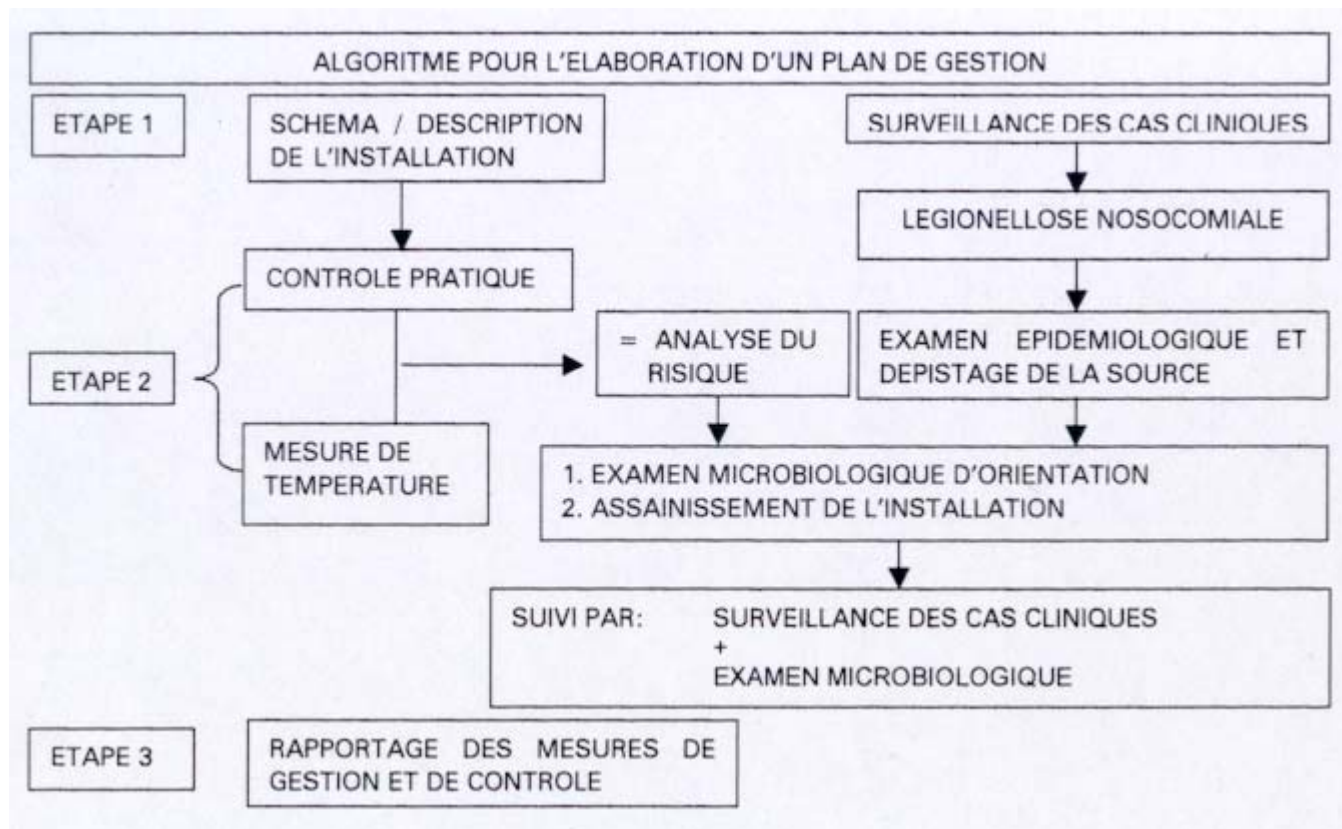 ALGORITME POUR L'ELABORATION D'UN PLAN DE GESTION
ETAPE 1
SCHEMA / DESCRIPTION
DE L'INSTALLATION
SURVEILLANCE DES CAS CLINIQUES
LEGIONELLOSE NOSOCOMIALE
CONTROLE PRATIQUE
ETAPE 2
= ANALYSE DU
RISIQUE
EXAMEN EPIDEMIOLOGIQUE ET
DEPISTAGE DE LA SOURCE
MESURE DE
TEMPERATURE
1. EXAMEN MICROBIOLOGIQUE D'ORIENTATION
2. ASSAINISSEMENT DE L'INSTALLATION
SUIVI PAR: SURVEILLANCE DES CAS CLINIQUES
+
EXAMEN MICROBIOLOGIQUE
ETAPE 3
RAPPORTAGE DES MESURES DE
GESTION ET DE CONTROLE